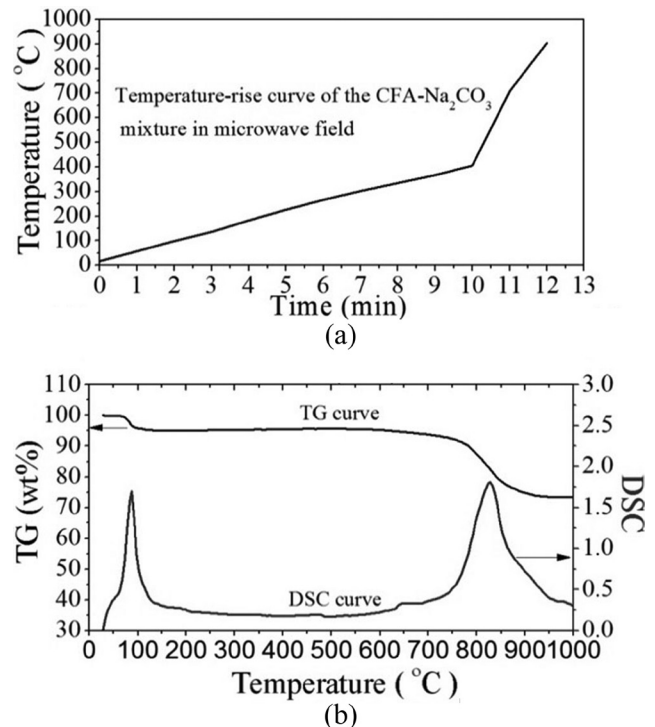 1000
900
800
700
600
500
400
300
200
100
0
Temperature ( °C)
Temperature-rise curve of the CFA-Na₂CO₃
mixture in microwave field
0 1 2 3 4 5 6 7 8 9 10 11 12 13
Time (min)
(a)
110
100
90
80
70
60
50
40
30
TG (wt%)
TG curve
DSC curve
3.0
2.5
2.0
1.5
1.0
0.5
0.0
DSC
0 100 200 300 400 500 600 700 800 9001000
Temperature ( °C)
(b)